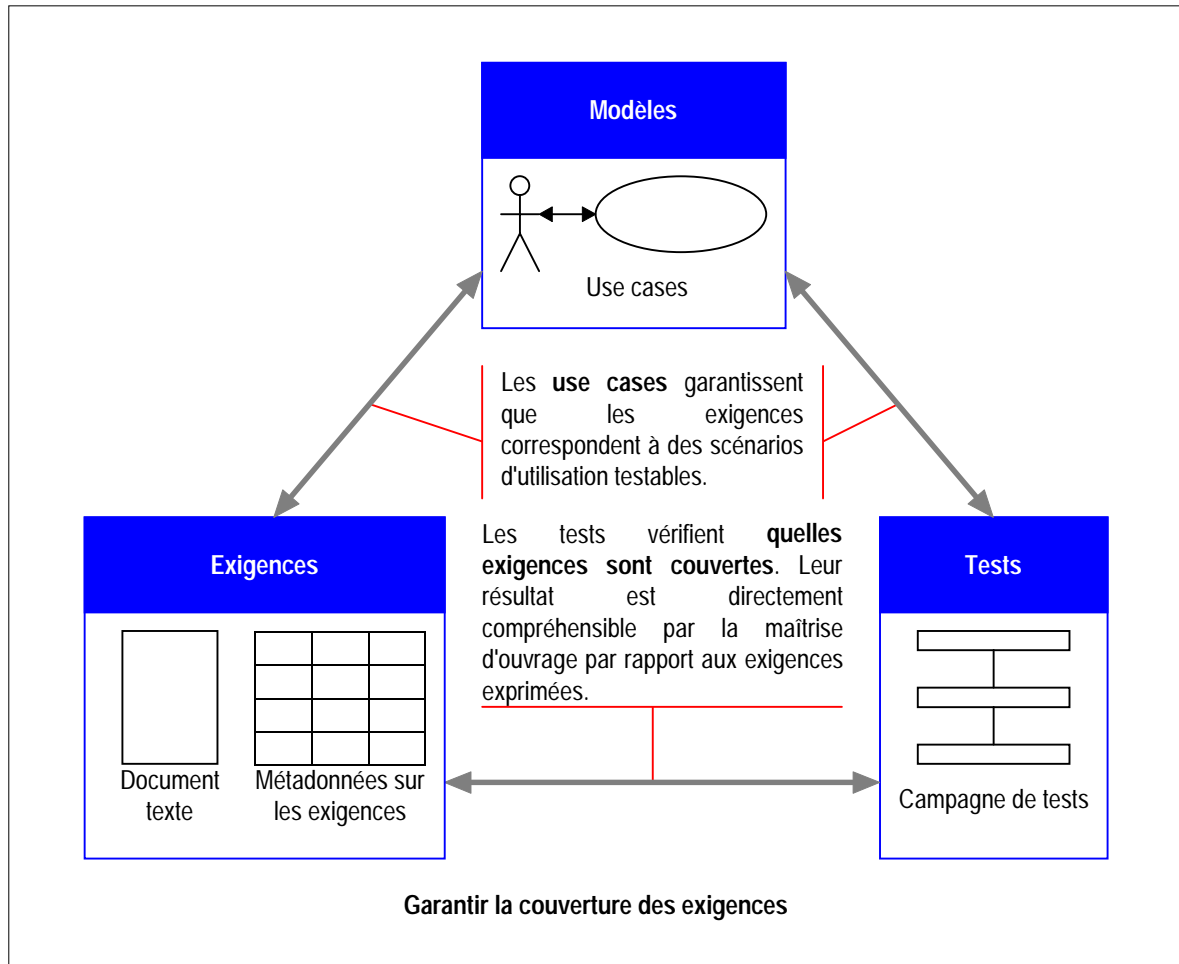 Modèles
Use cases
Les use cases garantissent
que les exigences
correspondent à des scénarios
d'utilisation testables.
Les tests vérifient quelles
exigences sont couvertes. Leur
résultat est directement
compréhensible par la maîtrise
d'ouvrage par rapport aux exigences
exprimées.
Exigences
Document
texte
Métadonnées sur
les exigences
Tests
Campagne de tests
Garantir la couverture des exigences